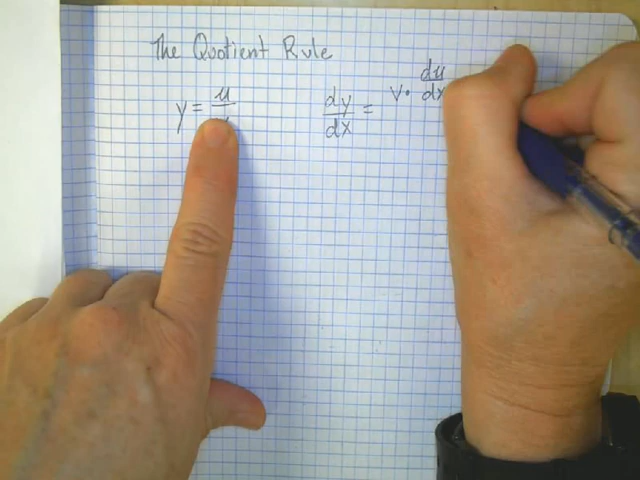 The Quotient Rule
y = u/
dy/dx = v · du/dx